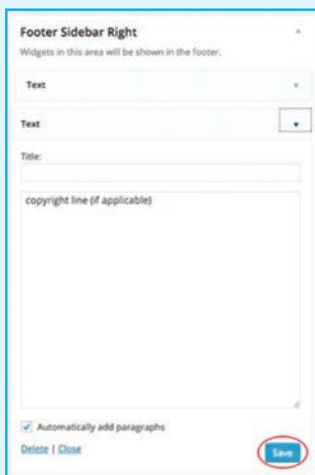 Footer Sidebar Right
Widgets in this area will be shown in the footer.
Text
Text
Title:
copyright line (if applicable)
Automatically add paragraphs
Delete | Close
Save